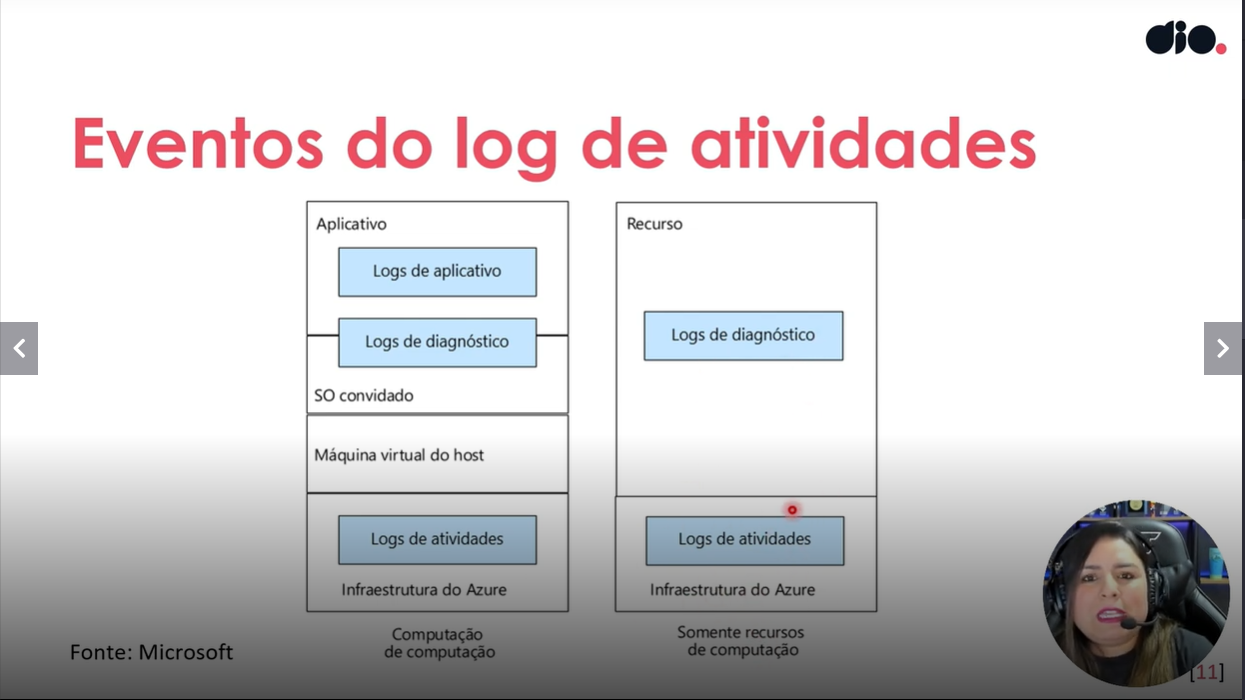 dio.
Eventos do log de atividades
Aplicativo
Logs de aplicativo
Logs de diagnóstico
SO convidado
Máquina virtual do host
Logs de atividades
Infraestrutura do Azure
Computação
de computação
Recurso
Logs de diagnóstico
Logs de atividades
Infraestrutura do Azure
Somente recursos
de computação
Fonte: Microsoft
[11]